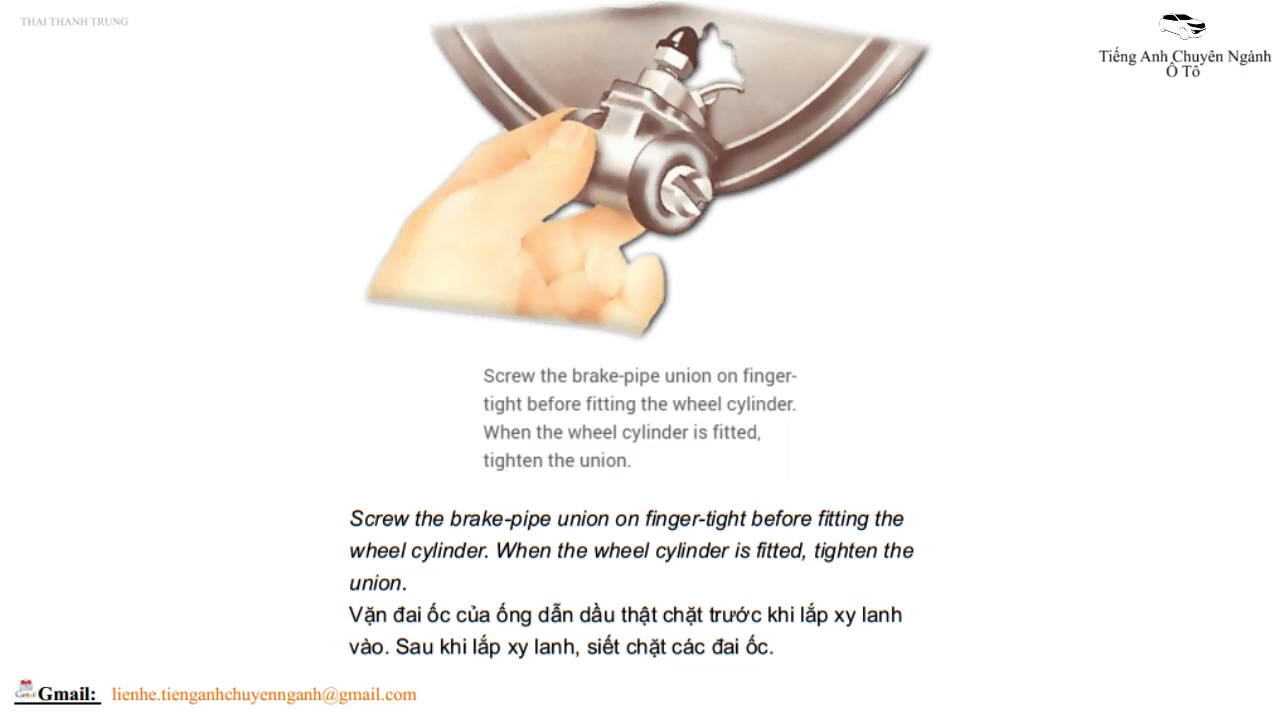 THAI THANH TRUNG
Tiếng Anh Chuyên Ngành
Ô Tô
Screw the brake-pipe union on finger-
tight before fitting the wheel cylinder.
When the wheel cylinder is fitted,
tighten the union.
Screw the brake-pipe union on finger-tight before fitting the
wheel cylinder. When the wheel cylinder is fitted, tighten the
union.
Vặn đai ốc của ống dẫn dầu thật chặt trước khi lắp xy lanh
vào. Sau khi lắp xy lanh, siết chặt các đai ốc.
Gmail: lienhe.tienganhchuyennganh@gmail.com